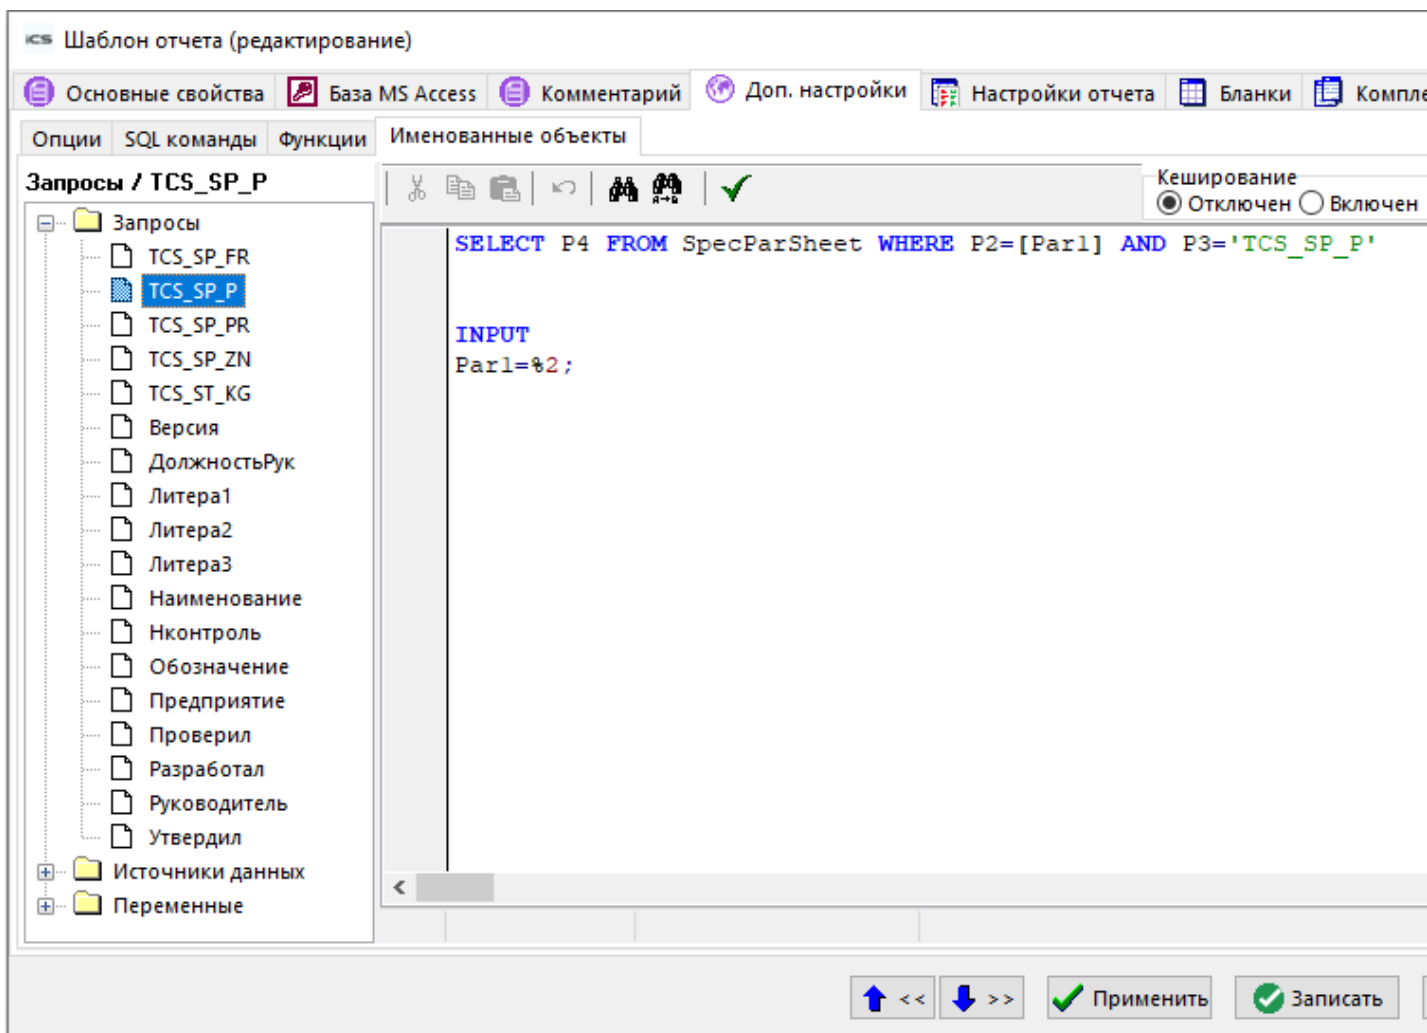 iCS Шаблон отчета (редактирование)
Основные свойства База MS Access Комментарий Доп. настройки Настройки отчета Бланки Компле
Опции SQL команды Функции Именованные объекты
Запросы / TCS_SP_P
Кеширование
Отключен Включен
Запросы
TCS_SP_FR
TCS_SP_P
TCS_SP_PR
TCS_SP_ZN
TCS_ST_KG
Версия
ДолжностьРук
Литера1
Литера2
Литера3
Наименование
Нконтроль
Обозначение
Предприятие
Проверил
Разработал
Руководитель
Утвердил
Источники данных
Переменные
SELECT P4 FROM SpecParSheet WHERE P2=[Par1] AND P3='TCS_SP_P'
INPUT
Par1=%2;
<< >> Применить Записать